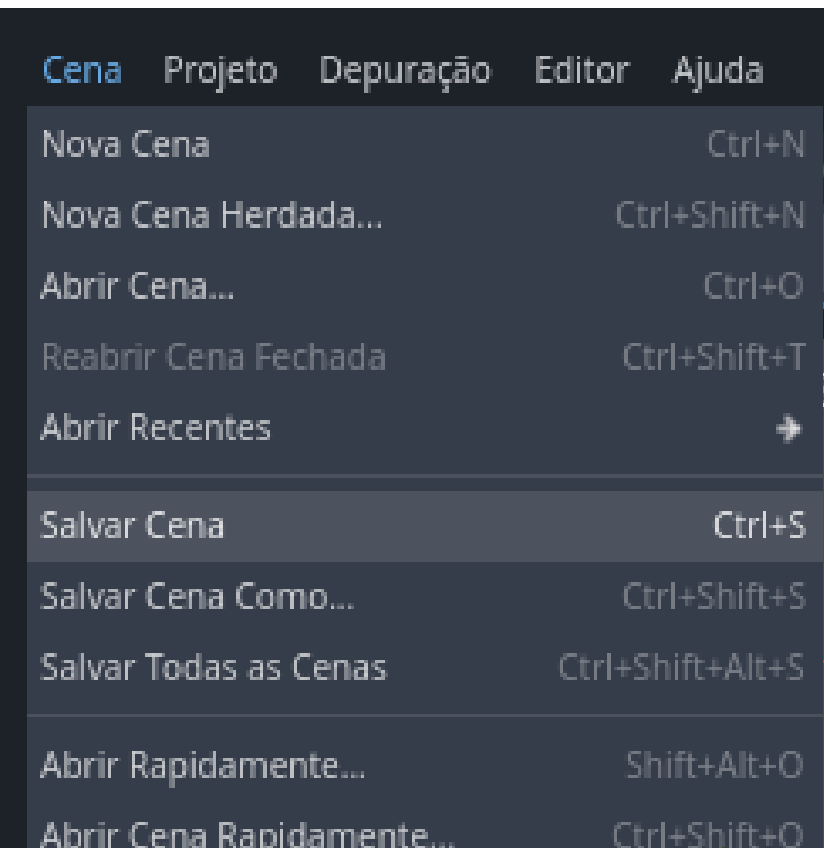 Cena Projeto Depuração Editor Ajuda
Nova Cena Ctrl+N
Nova Cena Herdada... Ctrl+Shift+N
Abrir Cena... Ctrl+O
Reabrir Cena Fechada Ctrl+Shift+T
Abrir Recentes
Salvar Cena Ctrl+S
Salvar Cena Como... Ctrl+Shift+S
Salvar Todas as Cenas Ctrl+Shift+Alt+S
Abrir Rapidamente... Shift+Alt+O
Abrir Cena Rapidamente... Ctrl+Shift+O